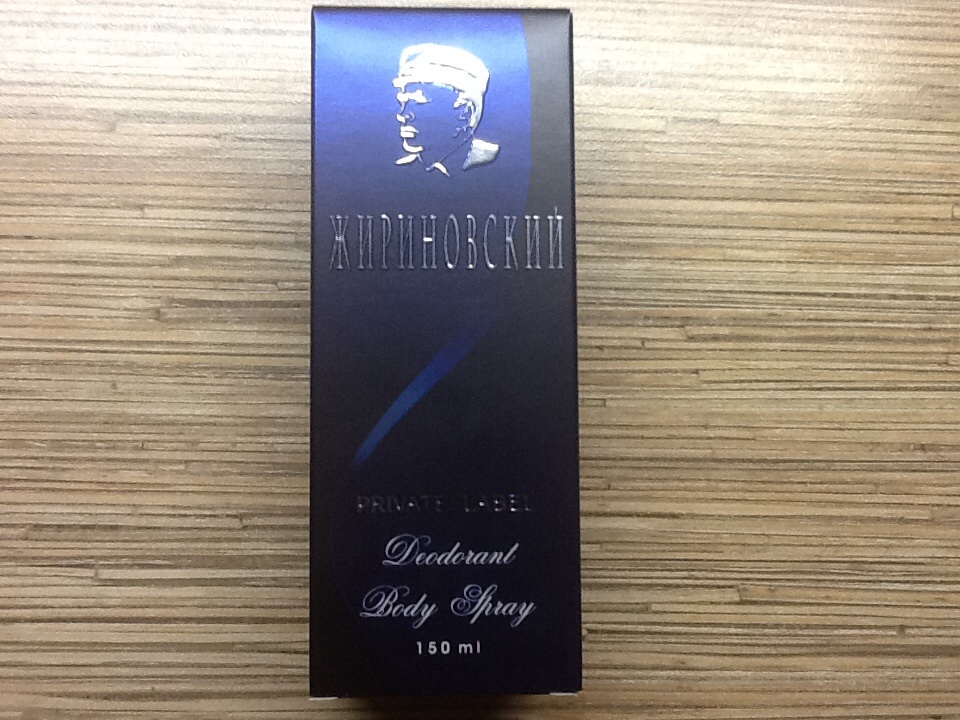 ЖИРИНОВСКИЙ
PRIVATE LABEL
Deodorant
Body Spray
150 ml